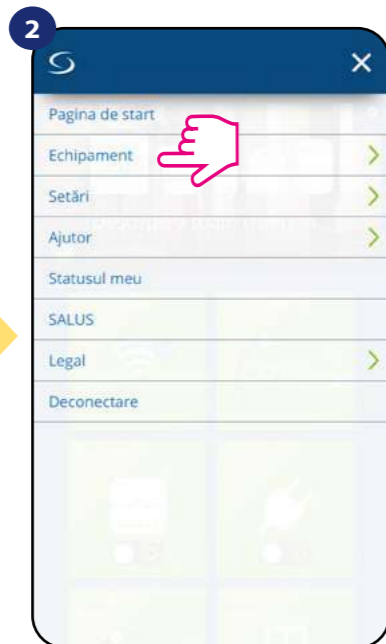 2
Pagina de start
Echipament
Setări
Ajutor
Statusul meu
SALUS
Legal
Deconectare